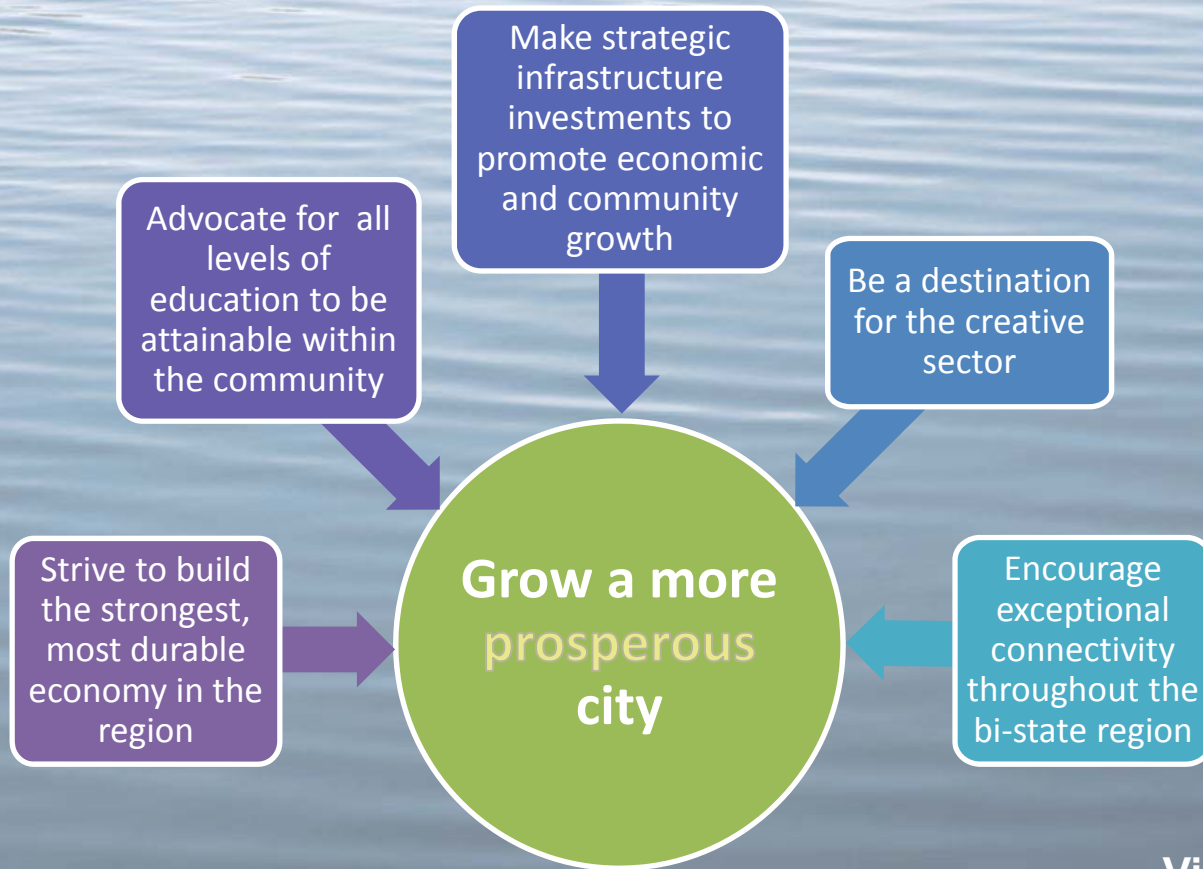 Make strategic
infrastructure
investments to
promote economic
and community
growth
Advocate for all
levels of
education to be
attainable within
the community
Be a destination
for the creative
sector
Strive to build
the strongest,
most durable
economy in the
region
Grow a more
prosperous
city
Encourage
exceptional
connectivity
throughout the
bi-state region